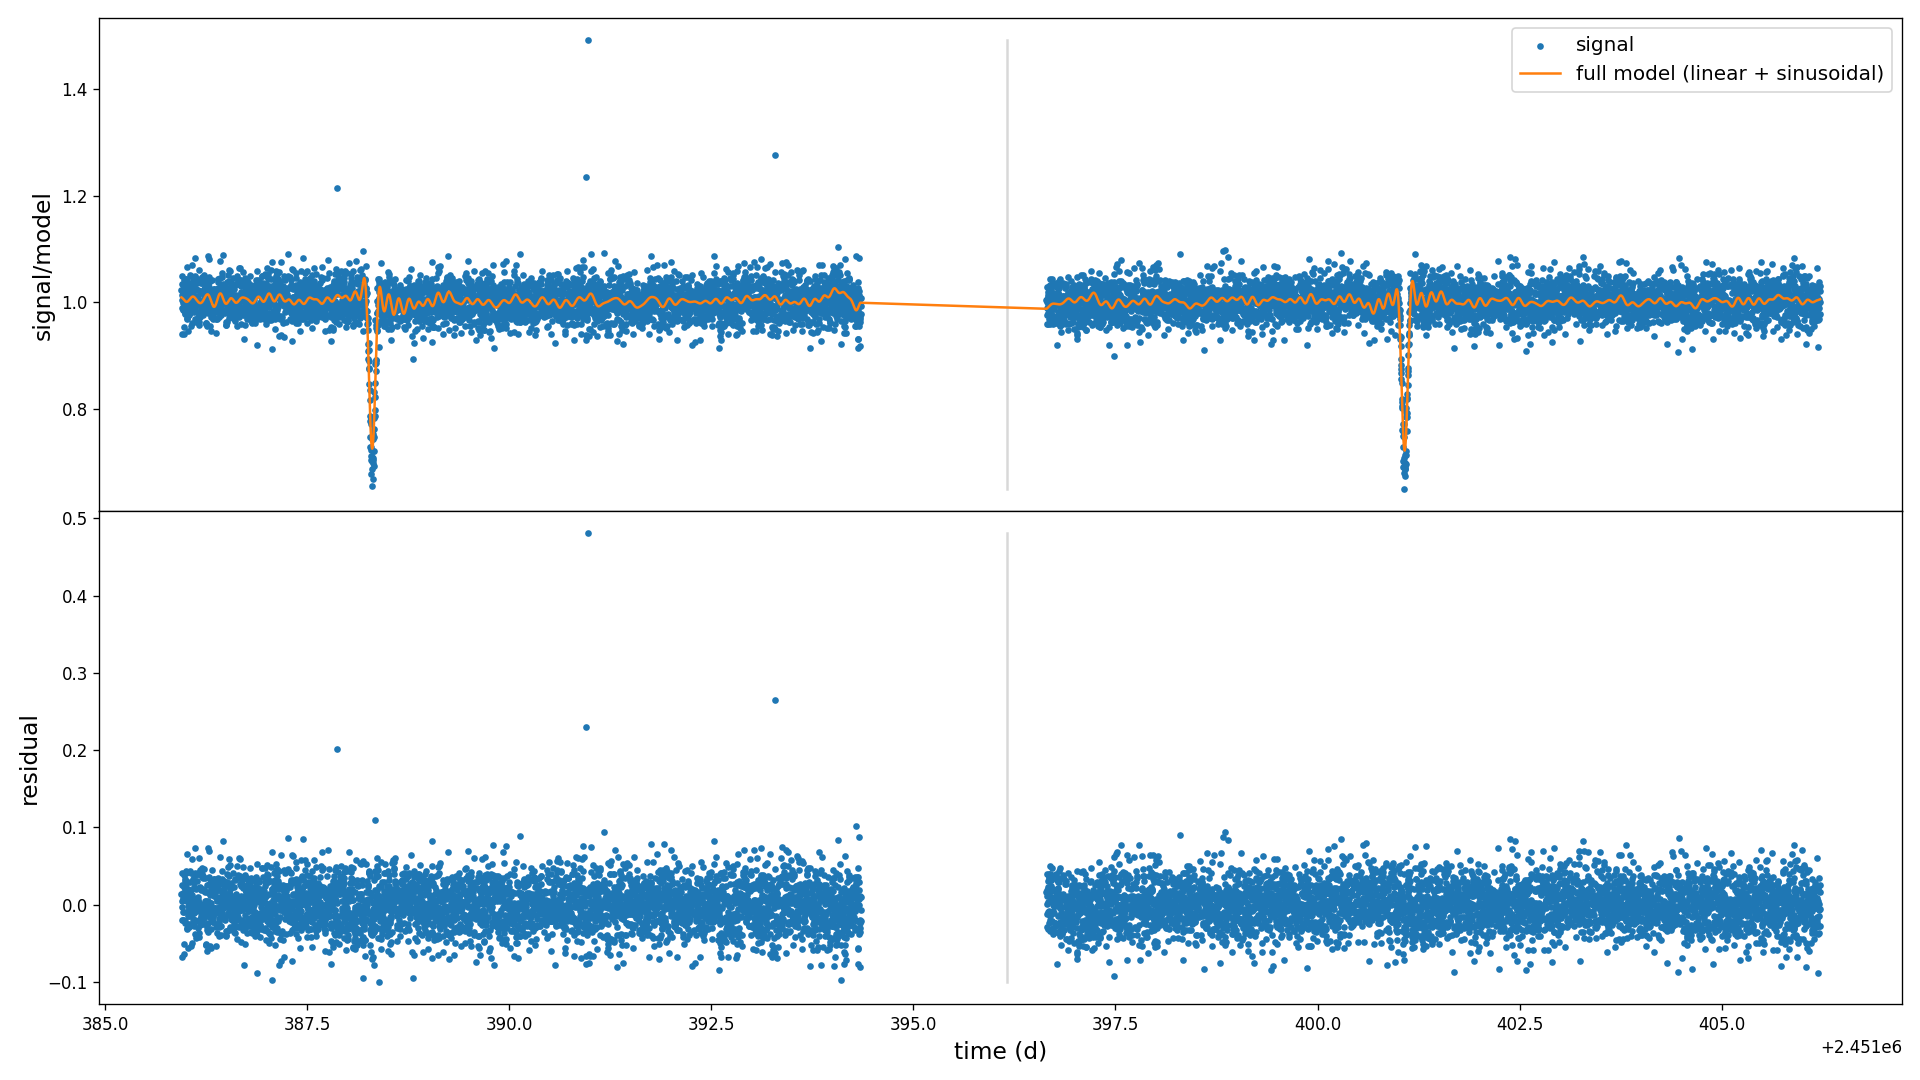 signal
full model (linear + sinusoidal)
signal/model
1.4
1.2
1.0
0.8
residual
0.5
0.4
0.3
0.2
0.1
0.0
−0.1
385.0 387.5 390.0 392.5 395.0 397.5 400.0 402.5 405.0
time (d)
+2.451e6